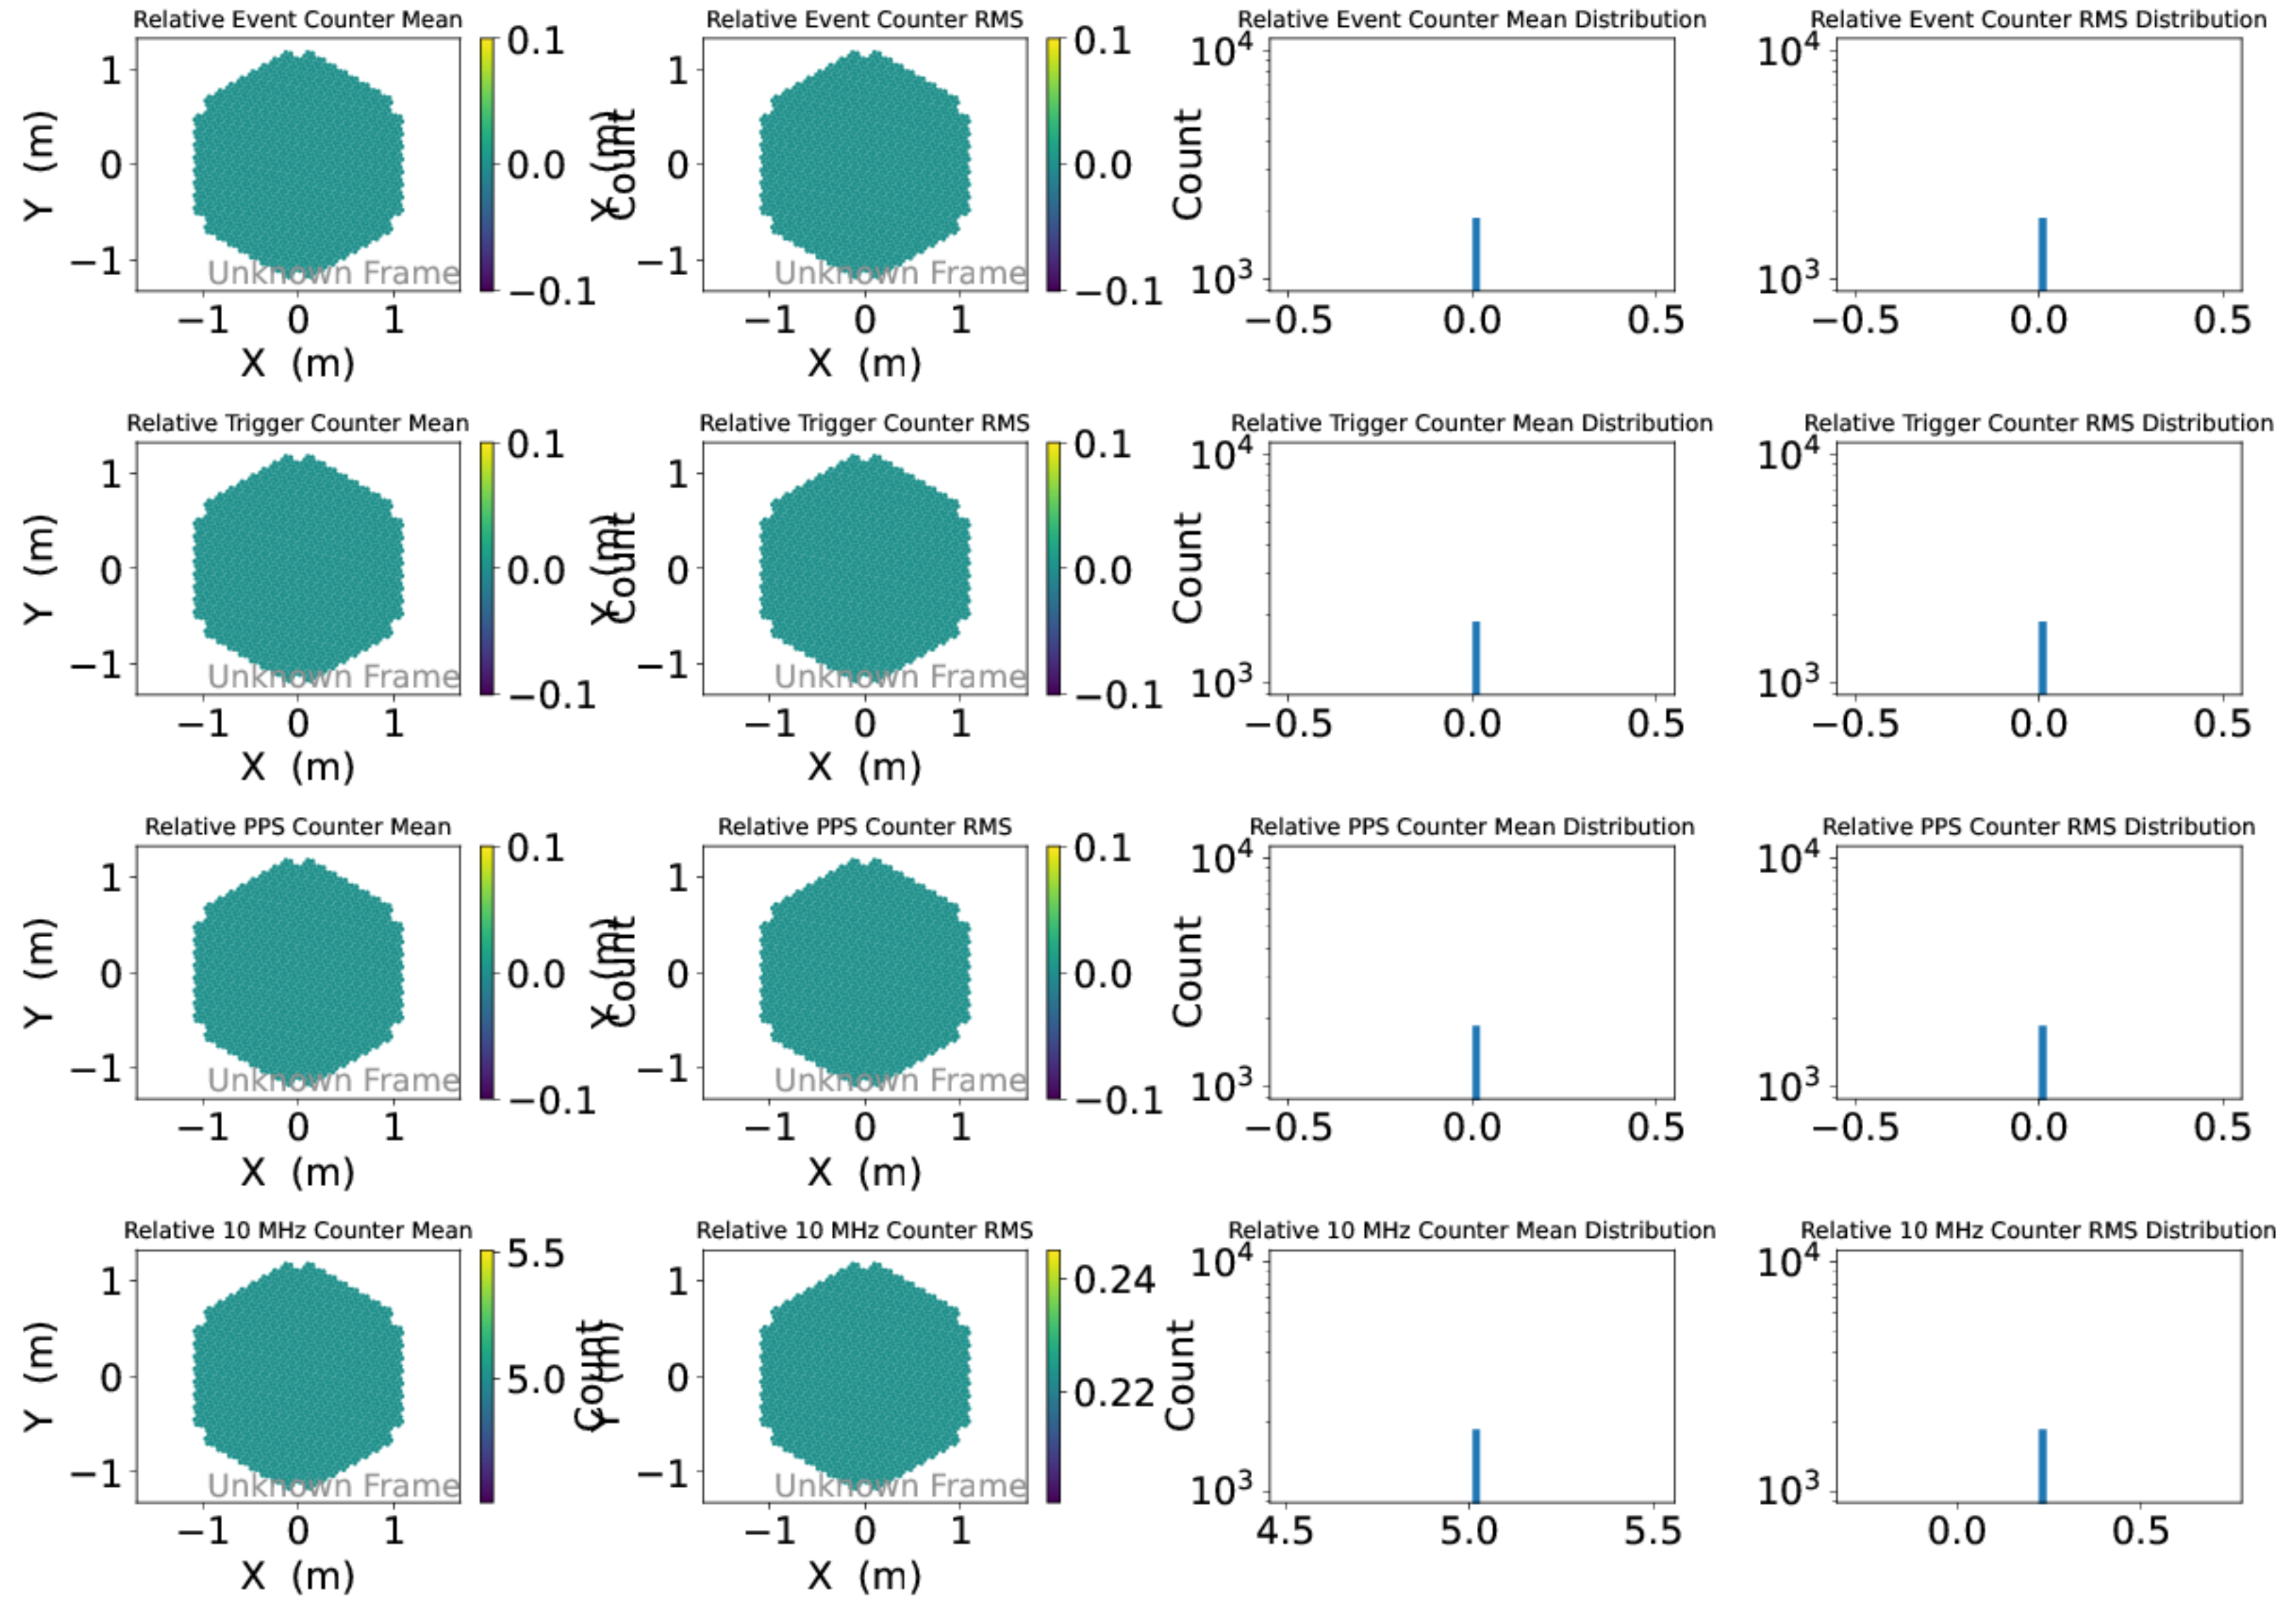 Relative Event Counter Mean
Relative Event Counter RMS
Relative Event Counter Mean Distribution
Relative Event Counter RMS Distribution
Y (m)
1
0
−1
Unknown Frame
0.1
0.0
−0.1
−1 0 1
X (m)
Y (m)
Count
1
0
−1
Unknown Frame
0.1
0.0
−0.1
−1 0 1
X (m)
Count
10⁴
10³
−0.5 0.0 0.5
10⁴
10³
−0.5 0.0 0.5
Relative Trigger Counter Mean
Relative Trigger Counter RMS
Relative Trigger Counter Mean Distribution
Relative Trigger Counter RMS Distribution
Y (m)
1
0
−1
Unknown Frame
0.1
0.0
−0.1
−1 0 1
X (m)
Y (m)
Count
1
0
−1
Unknown Frame
0.1
0.0
−0.1
−1 0 1
X (m)
Count
10⁴
10³
−0.5 0.0 0.5
10⁴
10³
−0.5 0.0 0.5
Relative PPS Counter Mean
Relative PPS Counter RMS
Relative PPS Counter Mean Distribution
Relative PPS Counter RMS Distribution
Y (m)
1
0
−1
Unknown Frame
0.1
0.0
−0.1
−1 0 1
X (m)
Y (m)
Count
1
0
−1
Unknown Frame
0.1
0.0
−0.1
−1 0 1
X (m)
Count
10⁴
10³
−0.5 0.0 0.5
10⁴
10³
−0.5 0.0 0.5
Relative 10 MHz Counter Mean
Relative 10 MHz Counter RMS
Relative 10 MHz Counter Mean Distribution
Relative 10 MHz Counter RMS Distribution
Y (m)
1
0
−1
Unknown Frame
5.5
5.0
−1 0 1
X (m)
Count
Y (m)
1
0
−1
Unknown Frame
0.24
0.22
−1 0 1
X (m)
Count
10⁴
10³
4.5 5.0 5.5
10⁴
10³
0.0 0.5